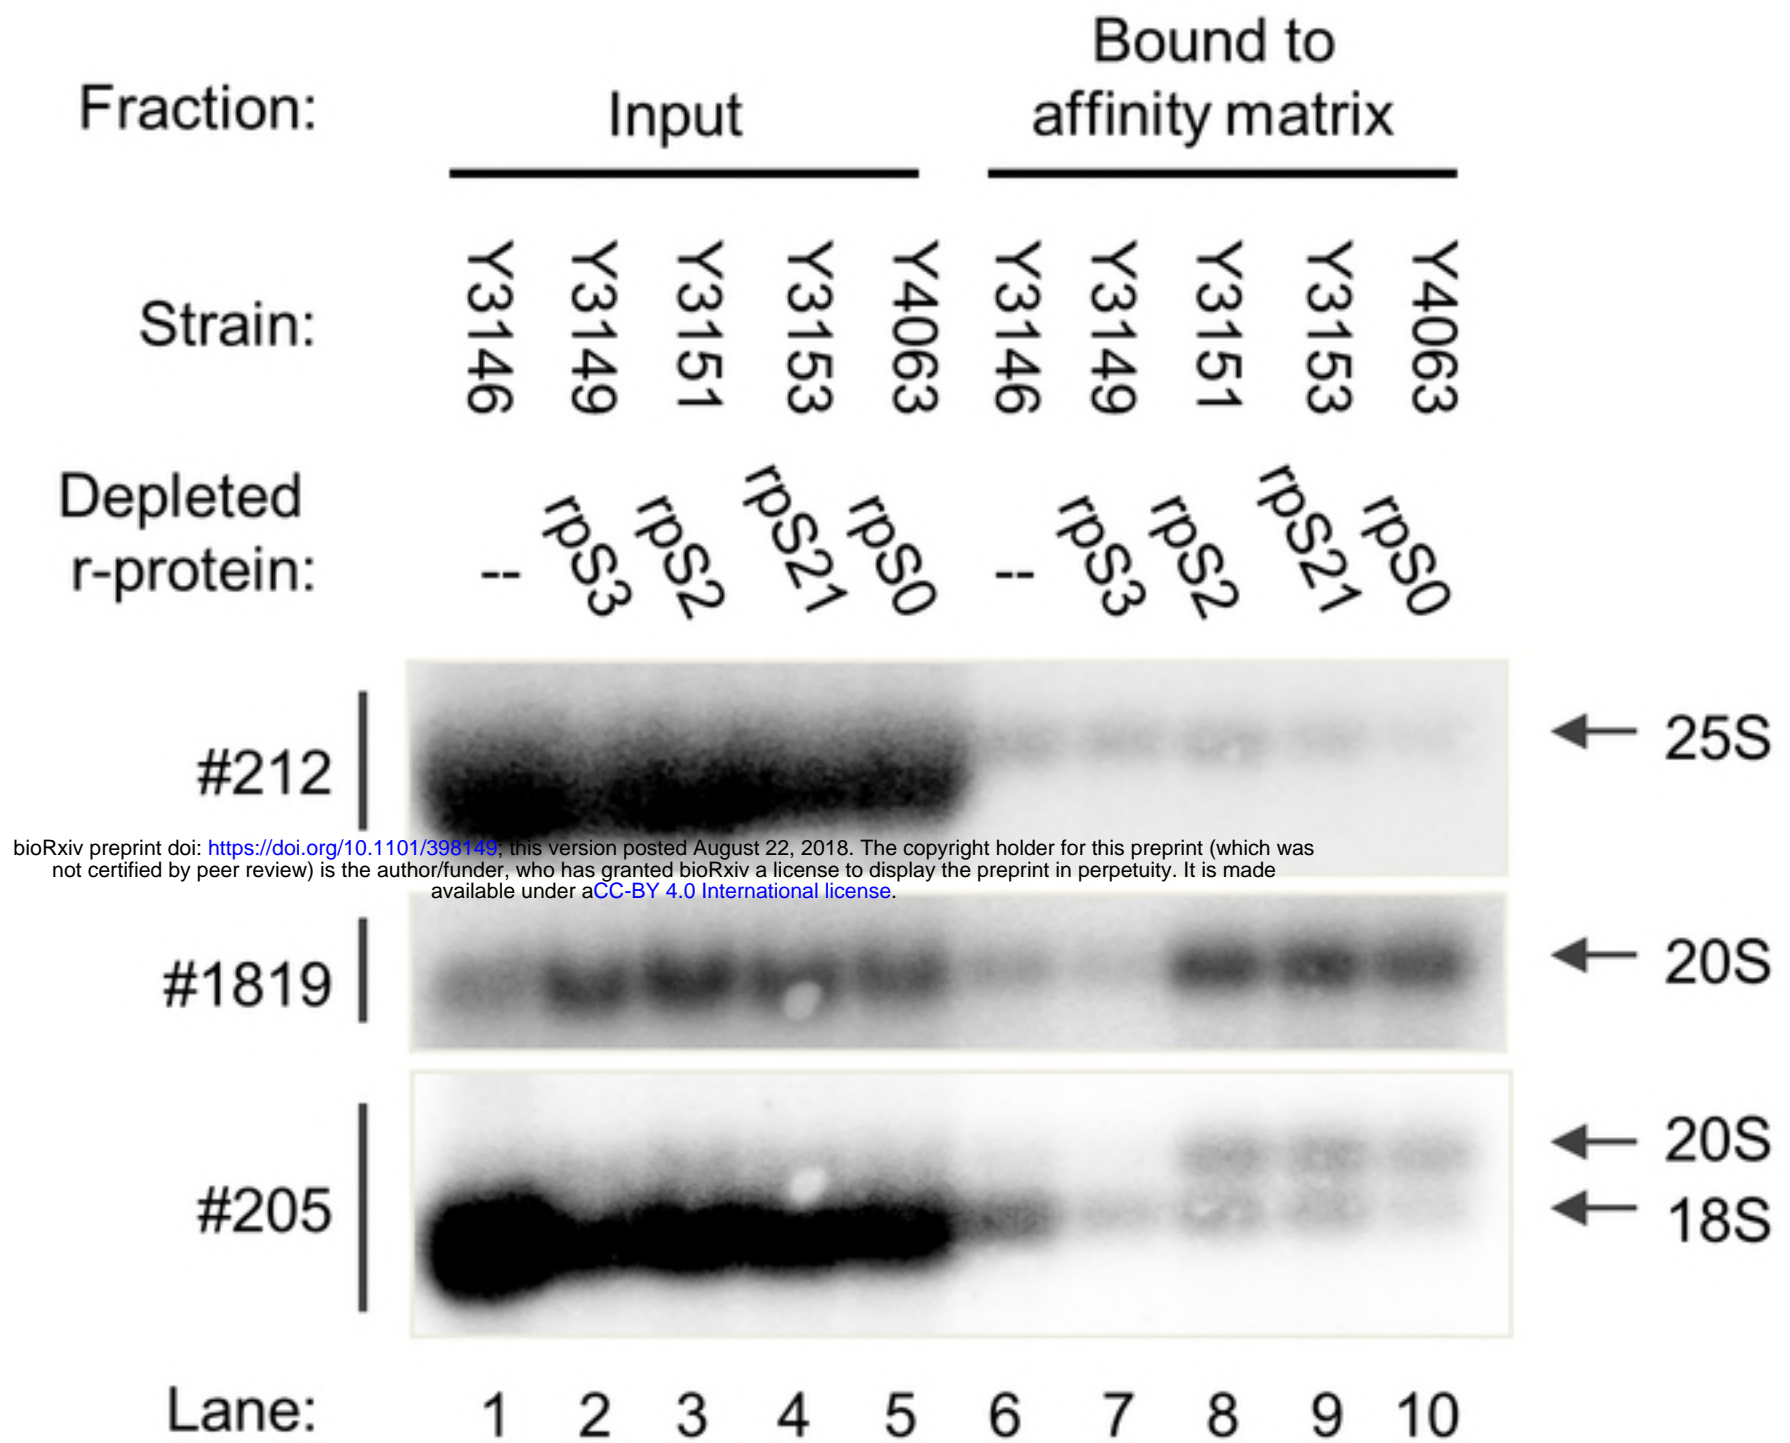 Bound to
Fraction: Input affinity matrix
Strain: Y3146 Y3149 Y3151 Y3153 Y4063 Y3146 Y3149 Y3151 Y3153 Y4063
Depleted
r-protein: -- rpS3 rpS2 rpS21 rpS0 -- rpS3 rpS2 rpS21 rpS0
#212 25S
bioRxiv preprint doi: https://doi.org/10.1101/398149; this version posted August 22, 2018. The copyright holder for this preprint (which was
not certified by peer review) is the author/funder, who has granted bioRxiv a license to display the preprint in perpetuity. It is made
available under aCC-BY 4.0 International license.
#1819 20S
20S
#205 18S
Lane: 1 2 3 4 5 6 7 8 9 10